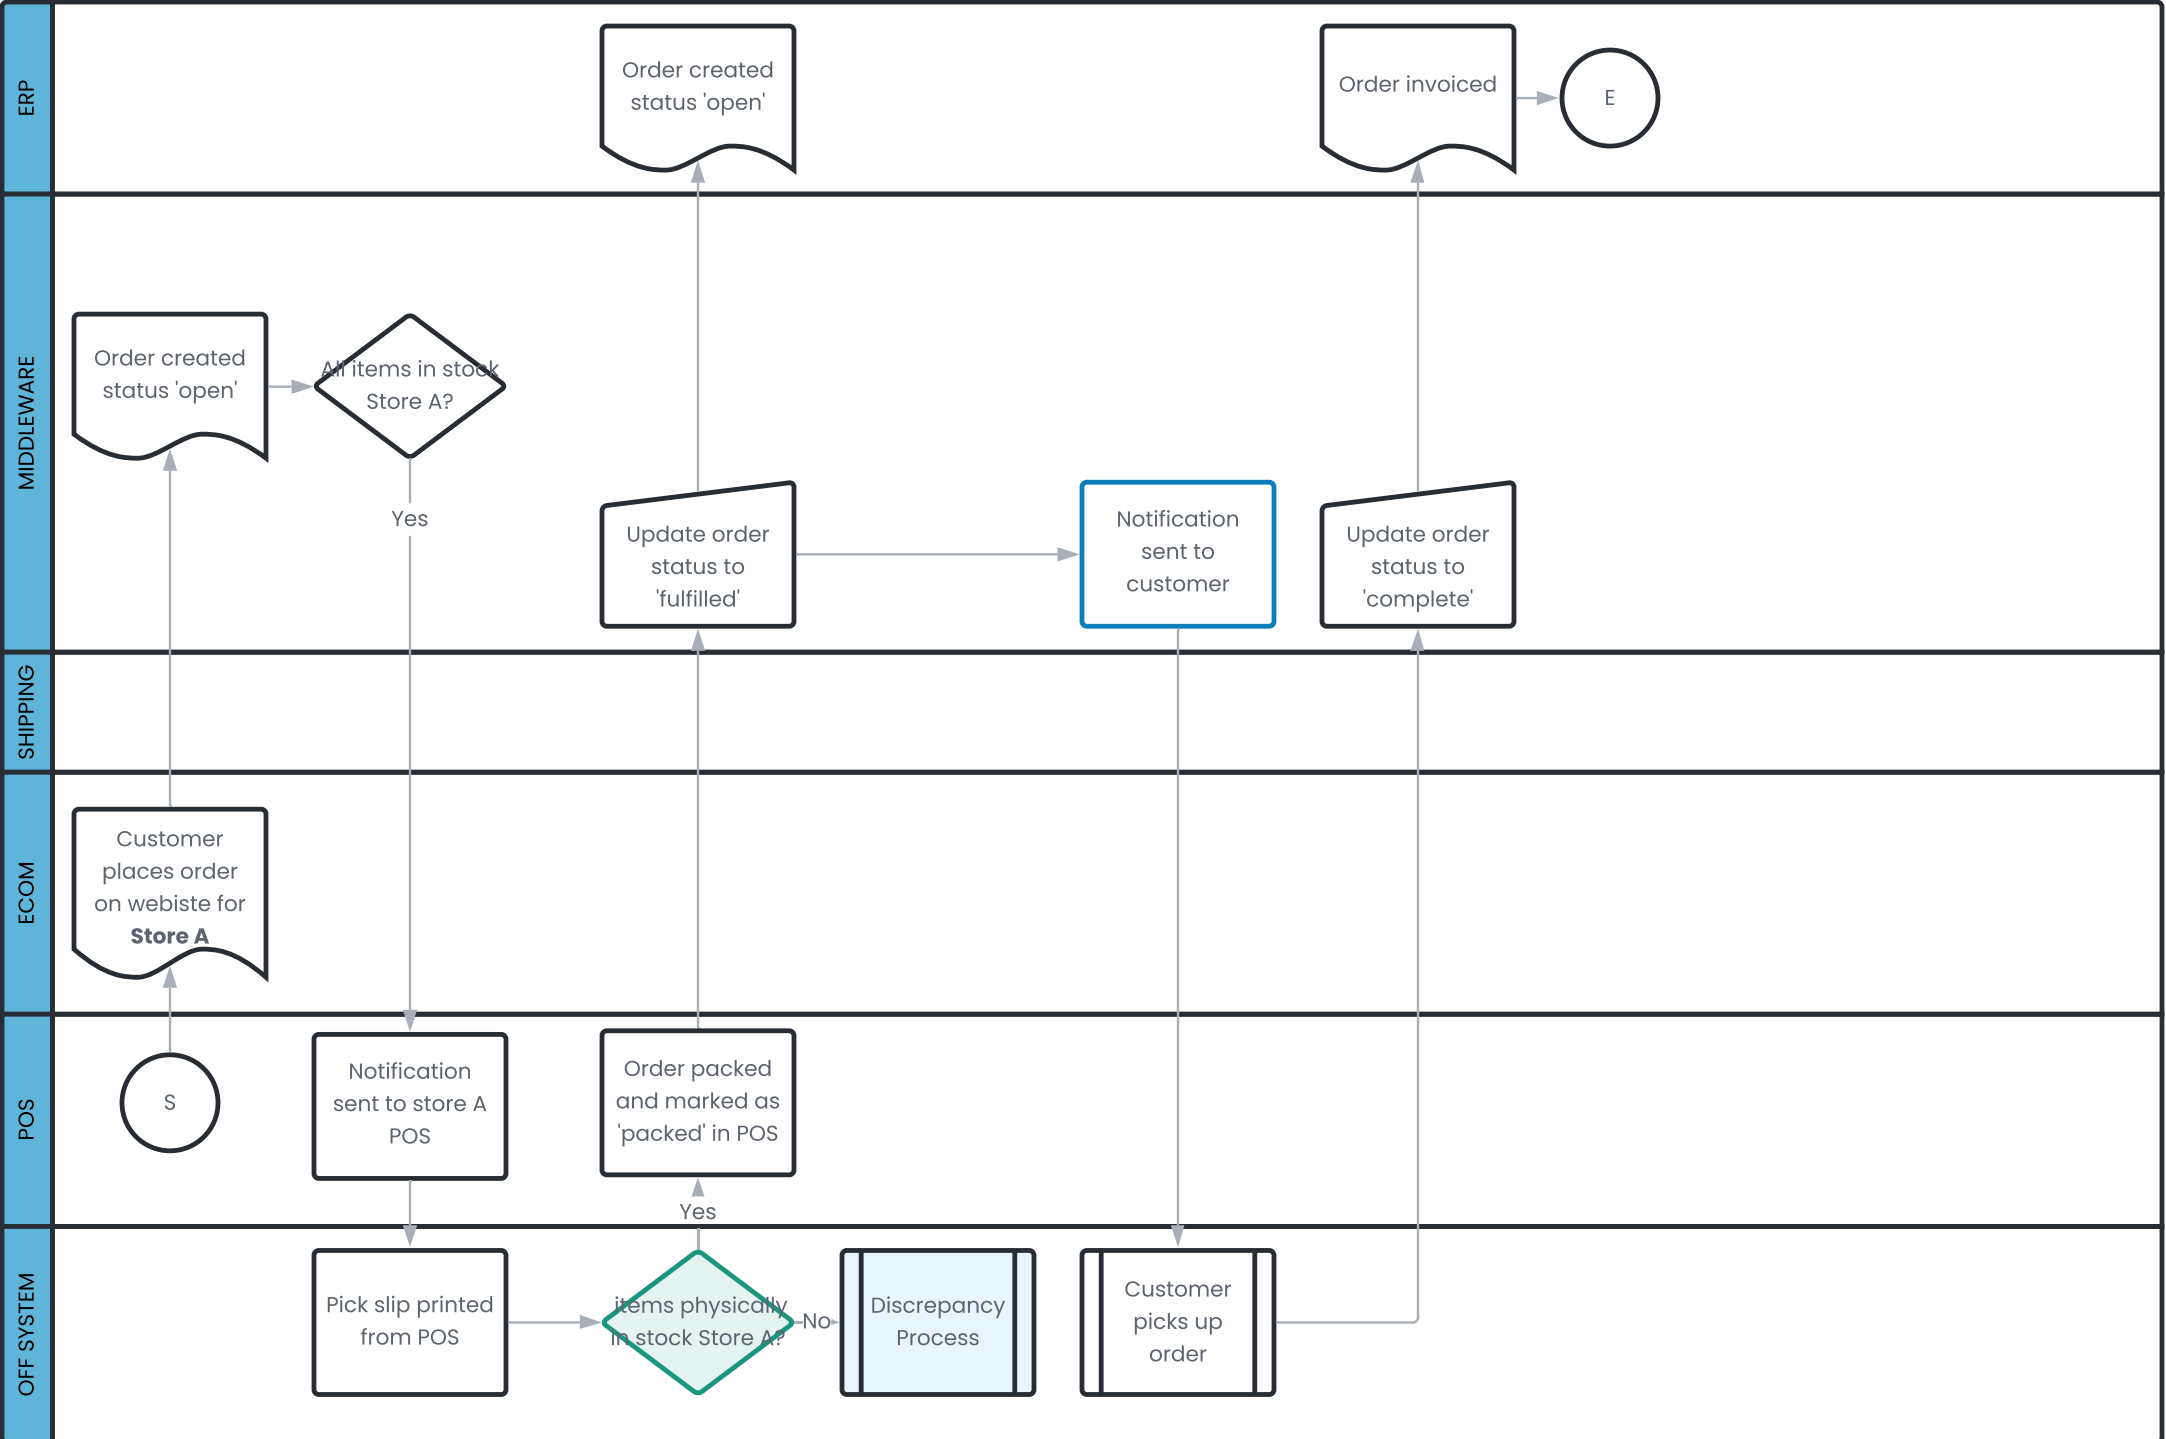 ERP
Order created
status 'open'
Order invoiced
E
MIDDLEWARE
Order created
status 'open'
All items in stock
Store A?
Yes
Update order
status to
'fulfilled'
Notification
sent to
customer
Update order
status to
'complete'
SHIPPING
ECOM
Customer
places order
on webiste for
Store A
POS
S
Notification
sent to store A
POS
Order packed
and marked as
'packed' in POS
Yes
OFF SYSTEM
Pick slip printed
from POS
items physically
in stock Store A?
No
Discrepancy
Process
Customer
picks up
order